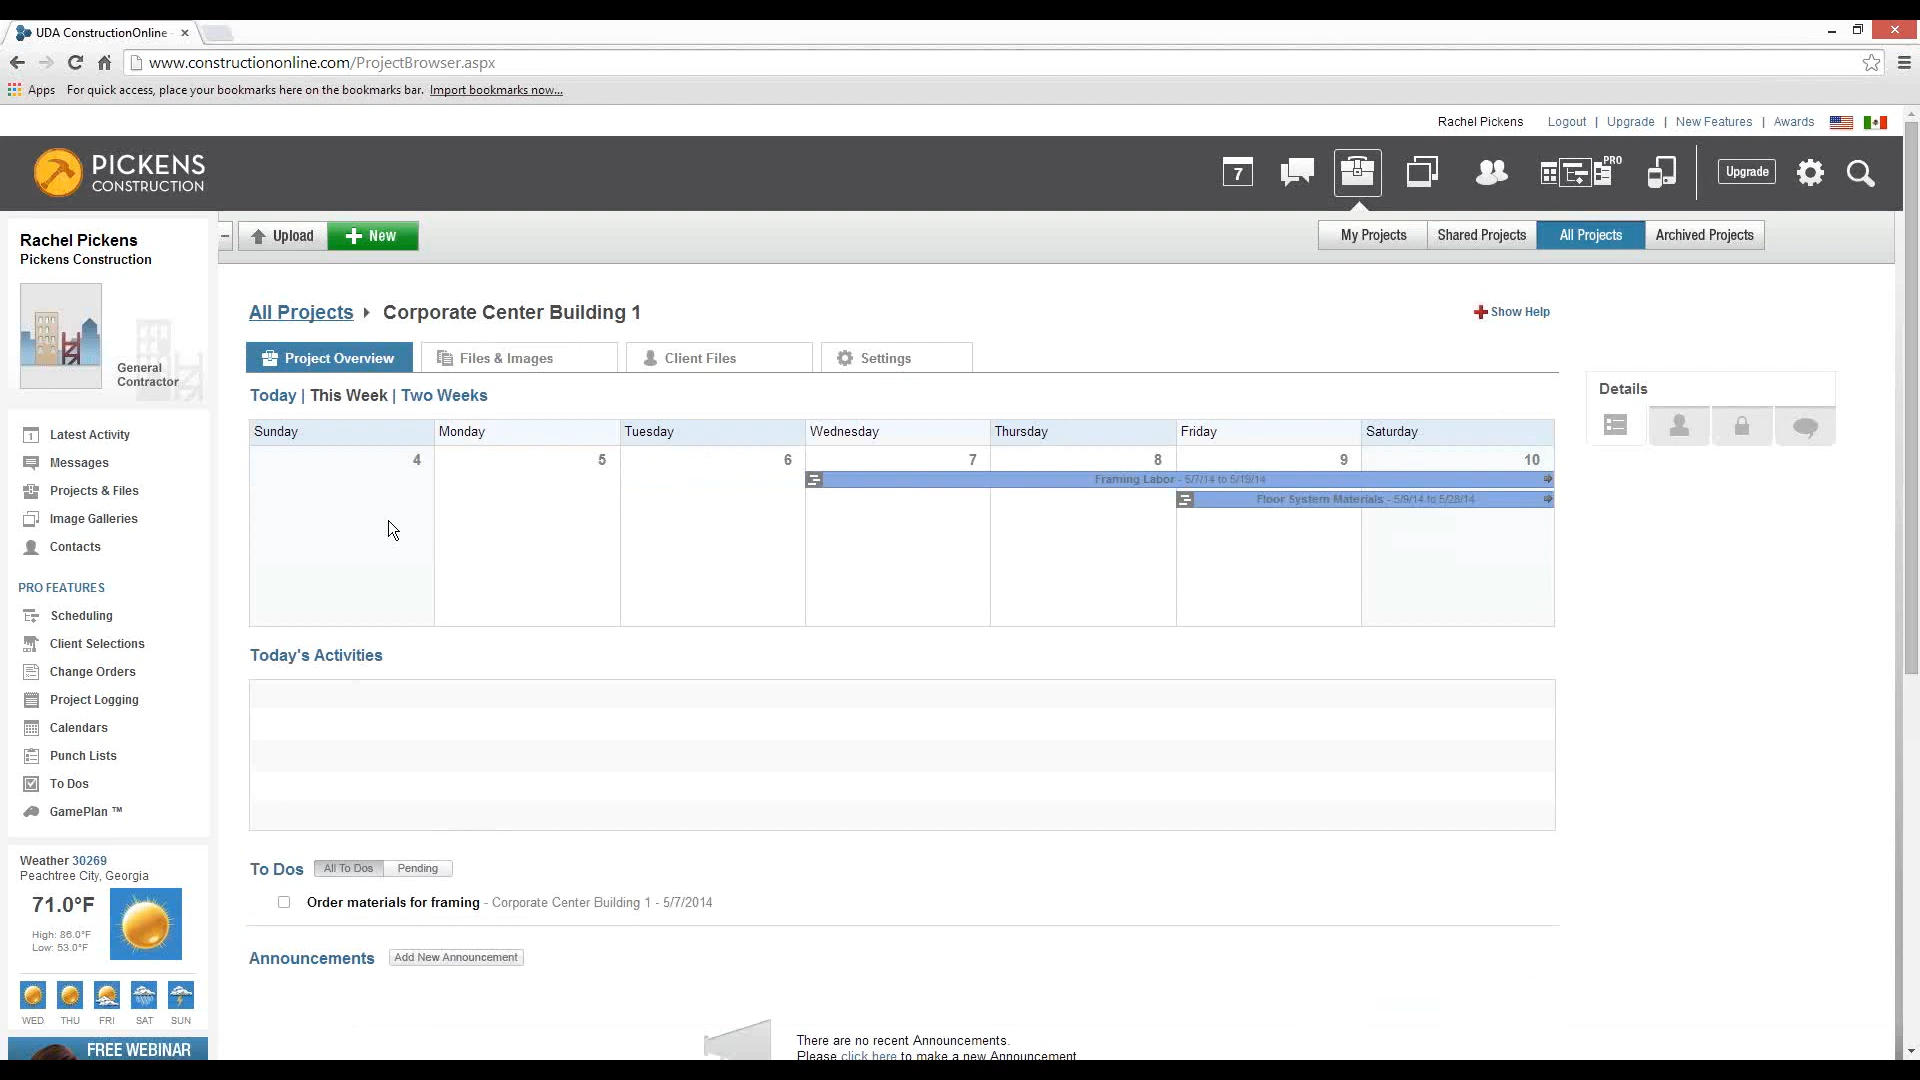 UDA ConstructionOnline
www.constructiononline.com/ProjectBrowser.aspx
Apps For quick access, place your bookmarks here on the bookmarks bar. Import bookmarks now...
Rachel Pickens Logout | Upgrade | New Features | Awards
PICKENS
CONSTRUCTION
7
PRO
Upgrade
Rachel Pickens
Pickens Construction
General
Contractor
Upload
New
My Projects
Shared Projects
All Projects
Archived Projects
All Projects Corporate Center Building 1
Show Help
Project Overview
Files & Images
Client Files
Settings
Today | This Week | Two Weeks
Details
Sunday Monday Tuesday Wednesday Thursday Friday Saturday
4 5 6 7 8 9 10
Framing Labor - 5/7/14 to 5/19/14
Floor System Materials - 5/9/14 to 5/28/14
1
Latest Activity
Messages
Projects & Files
Image Galleries
Contacts
PRO FEATURES
Scheduling
Client Selections
Change Orders
Project Logging
Calendars
Punch Lists
To Dos
GamePlan ™
Today's Activities
To Dos All To Dos Pending
Order materials for framing - Corporate Center Building 1 - 5/7/2014
Announcements Add New Announcement
There are no recent Announcements.
Please click here to make a new Announcement
Weather 30269
Peachtree City, Georgia
71.0°F
High: 86.0°F
Low: 53.0°F
WED THU FRI SAT SUN
FREE WEBINAR